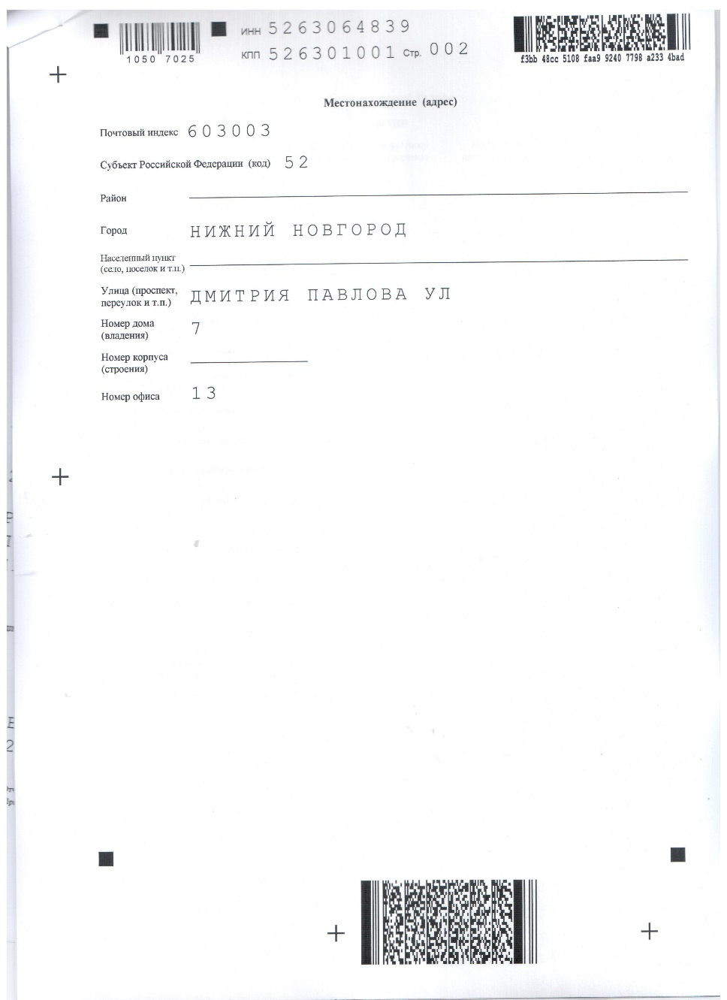 ИНН 5263064839
1050 7025
КПП 526301001 Стр. 002
f3bb 48cc 5108 faa9 9240 7798 a233 4bad
Местонахождение (адрес)
Почтовый индекс 603003
Субъект Российской Федерации (код) 52
Район
Город НИЖНИЙ НОВГОРОД
Населенный пункт
(село, поселок и т.п.)
Улица (проспект,
переулок и т.п.) ДМИТРИЯ ПАВЛОВА УЛ
Номер дома
(владения) 7
Номер корпуса
(строения)
Номер офиса 13